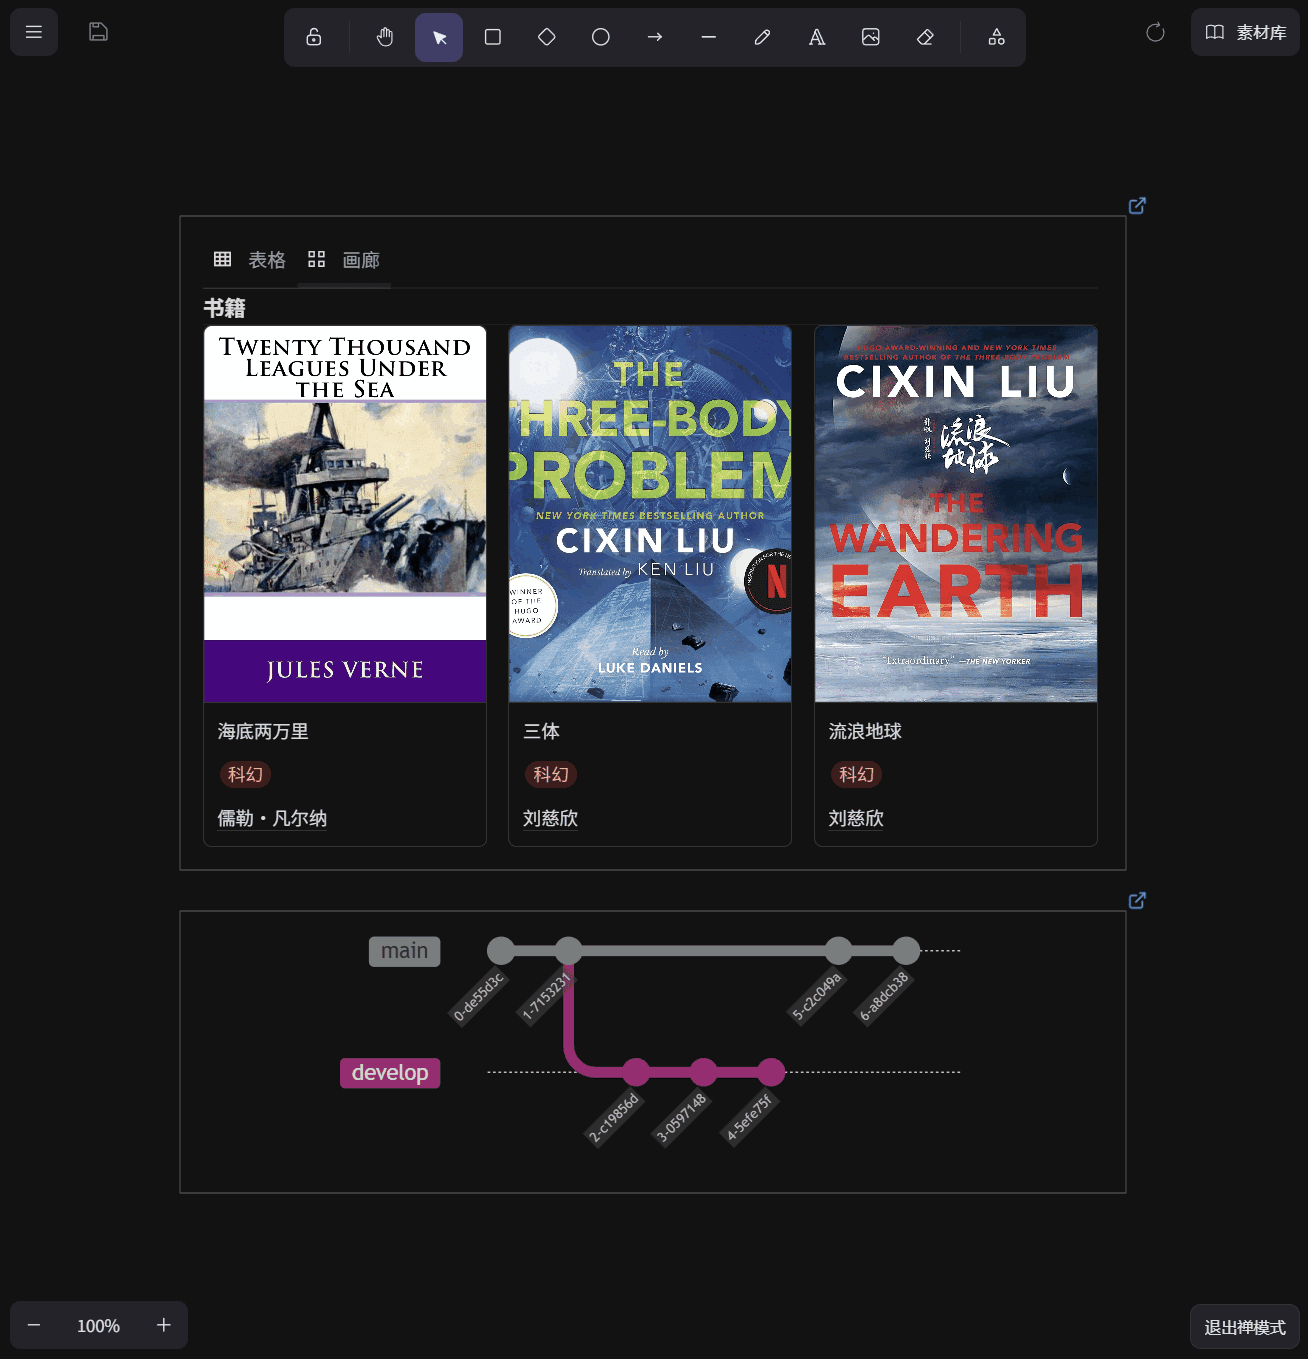 素材库
表格
画廊
书籍
TWENTY THOUSAND
LEAGUES UNDER
THE SEA
JULES VERNE
海底两万里
科幻
儒勒・凡尔纳
THE
THREE-BODY
PROBLEM
NEW YORK TIMES BESTSELLING AUTHOR
CIXIN LIU
Translated by KEN LIU
WINNER
OF THE
HUGO
AWARD
N
Read by
LUKE DANIELS
三体
科幻
刘慈欣
HUGO AWARD-WINNING AND NEW YORK TIMES
BESTSELLING AUTHOR OF THE THREE-BODY PROBLEM
CIXIN LIU
流浪
地球
THE
WANDERING
EARTH
"Extraordinary." —THE NEW YORKER
流浪地球
科幻
刘慈欣
main
0-de55d3c
1-7153231
5-c2c049a
6-a8dcb38
develop
2-c19856d
3-0597148
4-5efe75f
100%
退出禅模式